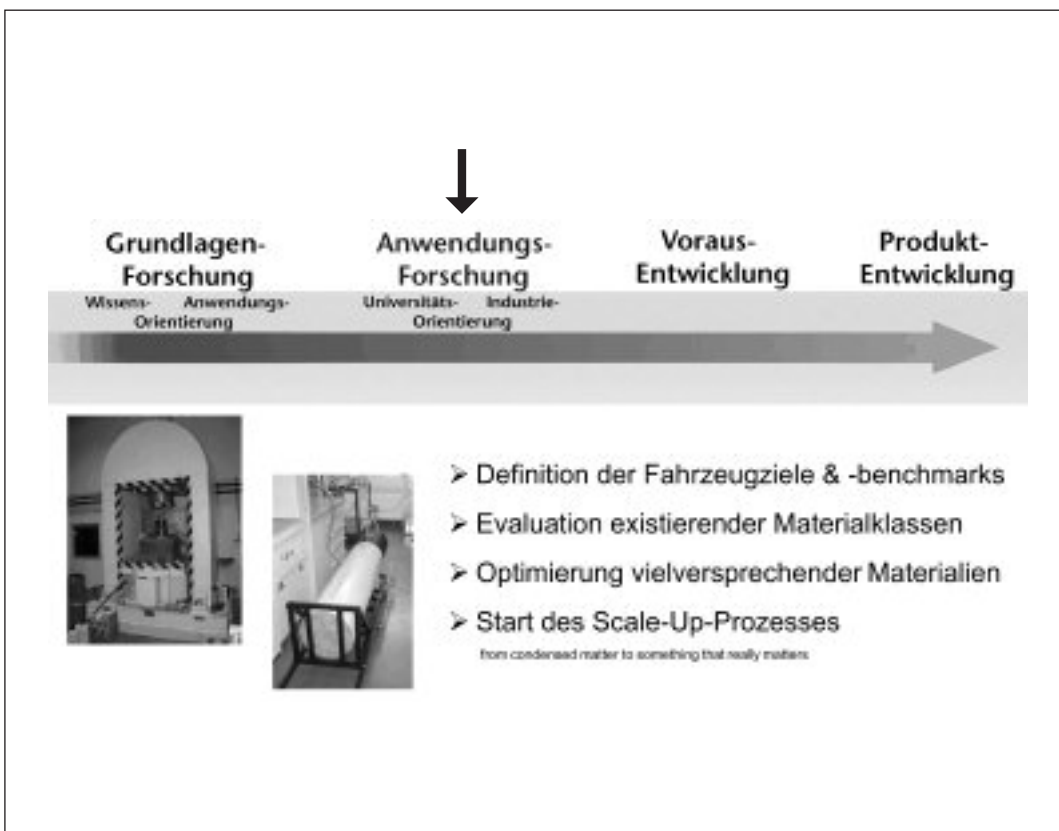 Grundlagen-
Forschung
Wissens- Anwendungs-
Orientierung
Anwendungs-
Forschung
Universitäts- Industrie-
Orientierung
Voraus-
Entwicklung
Produkt-
Entwicklung
➢ Definition der Fahrzeugziele & -benchmarks
➢ Evaluation existierender Materialklassen
➢ Optimierung vielversprechender Materialien
➢ Start des Scale-Up-Prozesses
from condensed matter to something that really matters